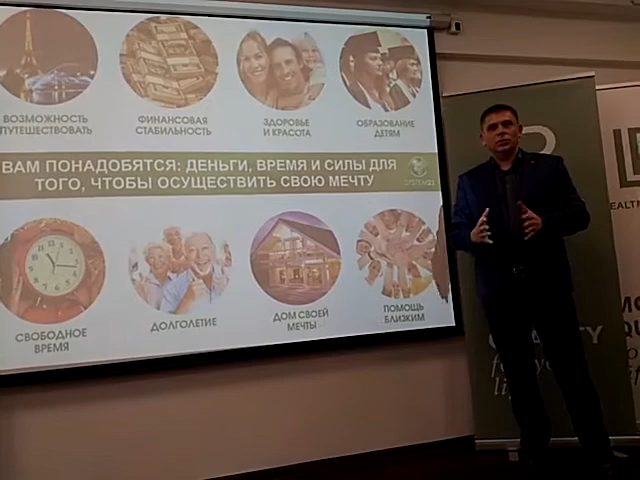 ВОЗМОЖНОСТЬ
ПУТЕШЕСТВОВАТЬ
ФИНАНСОВАЯ
СТАБИЛЬНОСТЬ
ЗДОРОВЬЕ
И КРАСОТА
ОБРАЗОВАНИЕ
ДЕТЯМ
ВАМ ПОНАДОБЯТСЯ: ДЕНЬГИ, ВРЕМЯ И СИЛЫ ДЛЯ
ТОГО, ЧТОБЫ ОСУЩЕСТВИТЬ СВОЮ МЕЧТУ
СВОБОДНОЕ
ВРЕМЯ
ДОЛГОЛЕТИЕ
ДОМ СВОЕЙ
МЕЧТЫ
ПОМОЩЬ
БЛИЗКИМ